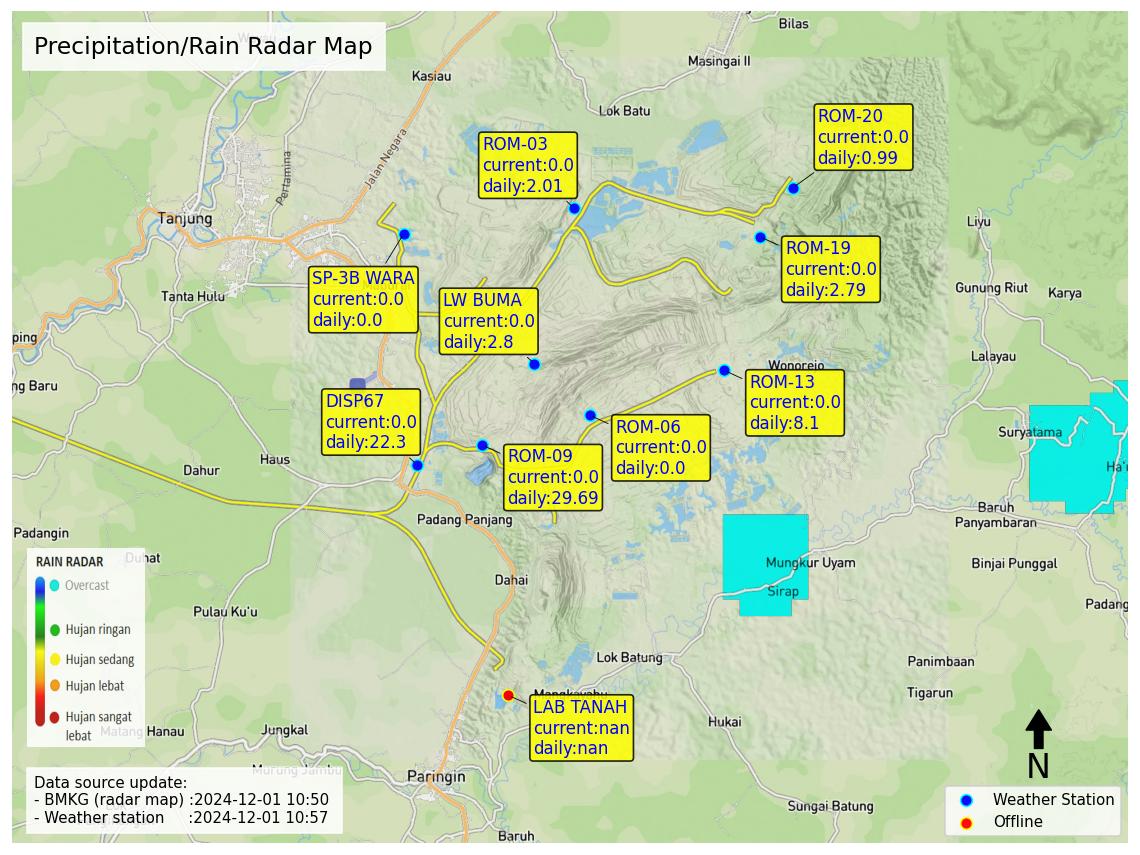 Precipitation/Rain Radar Map
Bilas
Masingai II
Kasiau
Lok Batu
ROM-20
current:0.0
daily:0.99
ROM-03
current:0.0
daily:2.01
Jalan Negara
Pertamina
Tanjung
Liyu
ROM-19
current:0.0
daily:2.79
SP-3B WARA
current:0.0
daily:0.0
LW BUMA
current:0.0
daily:2.8
Tanta Hulu
Gunung Riut
Karya
ping
Lalayau
Wonorejo
ng Baru
ROM-13
current:0.0
daily:8.1
DISP67
current:0.0
daily:22.3
ROM-06
current:0.0
daily:0.0
Suryatama
ROM-09
current:0.0
daily:29.69
Haus
Dahur
Padang Panjang
Baruh
Panyambaran
Padangin
Duhat
Mungkur Uyam
Binjai Punggal
Dahai
Sirap
Pulau Ku'u
Padang
RAIN RADAR
Overcast
Hujan ringan
Hujan sedang
Hujan lebat
Hujan sangat
lebat
Lok Batung
Panimbaan
Tigarun
LAB TANAH
current:nan
daily:nan
Hukai
Matang Hanau
Jungkal
Murung Jambu
Paringin
N
Data source update:
- BMKG (radar map) :2024-12-01 10:50
- Weather station :2024-12-01 10:57
Sungai Batung
Baruh
Weather Station
Offline